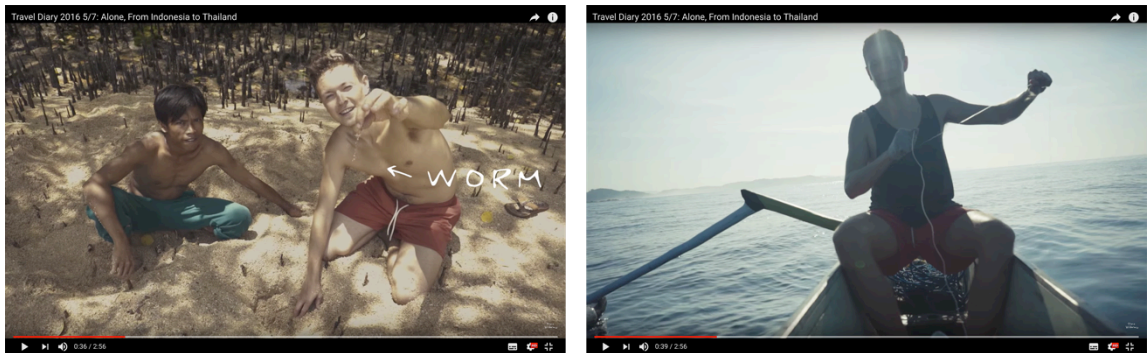 Travel Diary 2016 5/7: Alone, From Indonesia to Thailand
← WORM
0:36 / 2:56
Travel Diary 2016 5/7: Alone, From Indonesia to Thailand
0:39 / 2:56